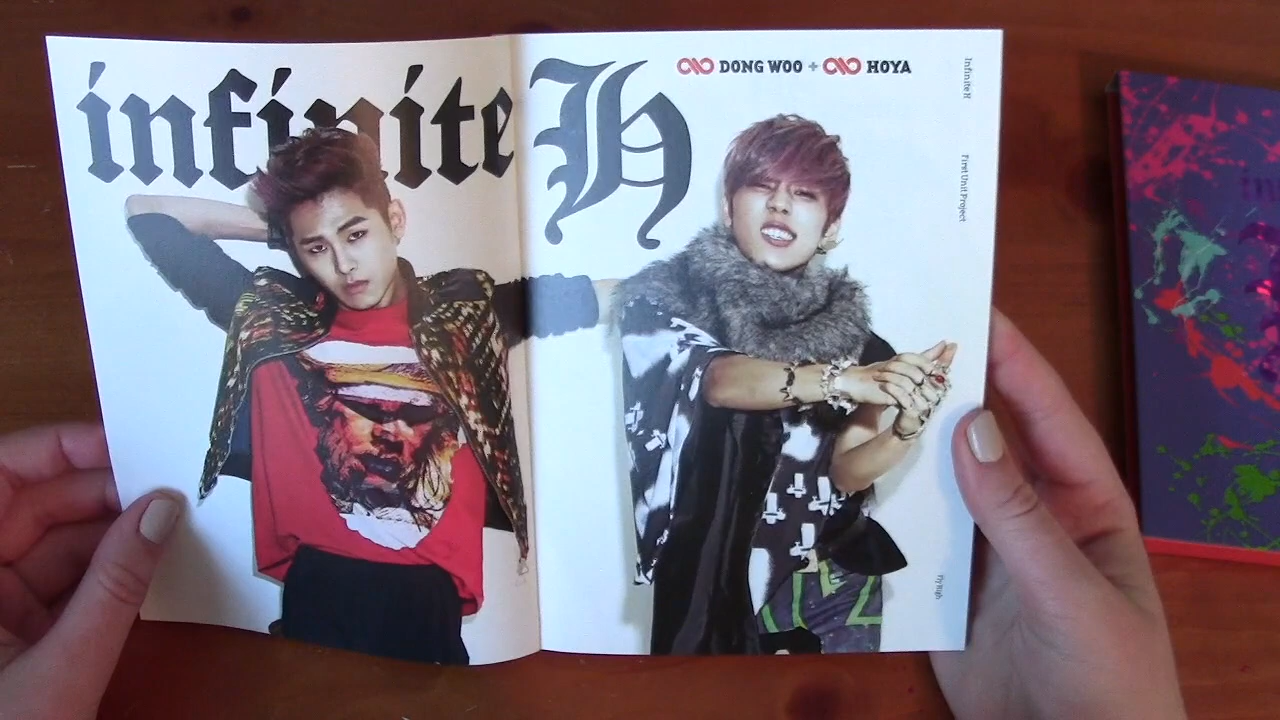 infinite H
DONG WOO + HOYA
Infinite H
First Unit Project
Fly High